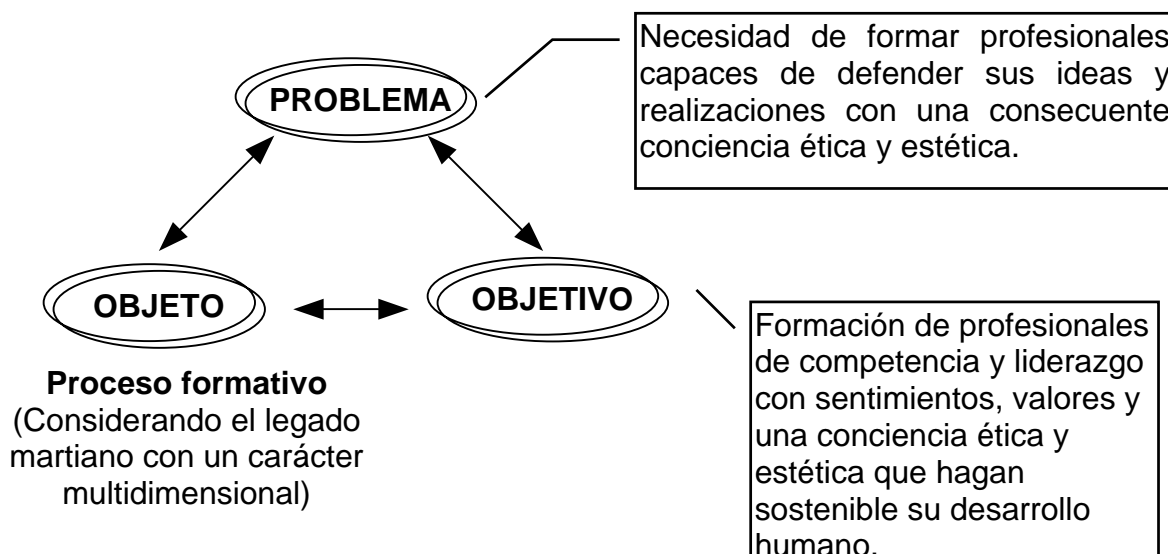 Necesidad de formar profesionales
capaces de defender sus ideas y
realizaciones con una consecuente
conciencia ética y estética.
PROBLEMA
OBJETO
OBJETIVO
Proceso formativo
(Considerando el legado
martiano con un carácter
multidimensional)
Formación de profesionales
de competencia y liderazgo
con sentimientos, valores y
una conciencia ética y
estética que hagan
sostenible su desarrollo
humano.